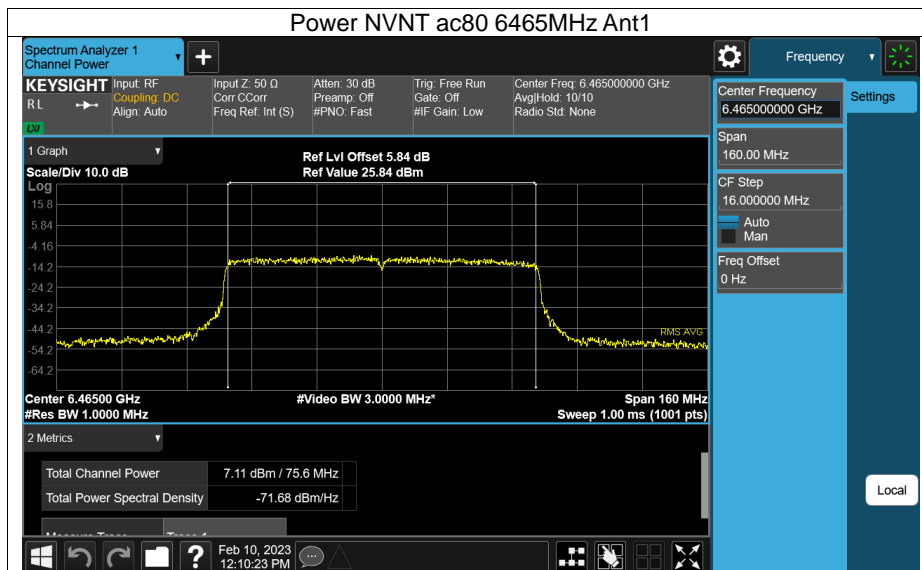 Power NVNT ac80 6465MHz Ant1
Spectrum Analyzer 1
Channel Power
+
Frequency
KEYSIGHT
Input: RF
Input Z: 50 Ω
Atten: 30 dB
Trig: Free Run
Center Freq: 6.465000000 GHz
RL
Coupling: DC
Corr CCorr
Preamp: Off
Gate: Off
Avg|Hold: 10/10
Align: Auto
Freq Ref: Int (S)
#PNO: Fast
#IF Gain: Low
Radio Std: None
LXI
Center Frequency
6.465000000 GHz
Settings
Span
160.00 MHz
CF Step
16.000000 MHz
Auto
Man
Freq Offset
0 Hz
1 Graph
Ref Lvl Offset 5.84 dB
Scale/Div 10.0 dB
Ref Value 25.84 dBm
Log
15.8
5.84
-4.16
-14.2
-24.2
-34.2
-44.2
RMS AVG
-54.2
-64.2
Center 6.46500 GHz
#Video BW 3.0000 MHz*
Span 160 MHz
#Res BW 1.0000 MHz
Sweep 1.00 ms (1001 pts)
2 Metrics
Total Channel Power
7.11 dBm / 75.6 MHz
Total Power Spectral Density
-71.68 dBm/Hz
Local
?
Feb 10, 2023
12:10:23 PM